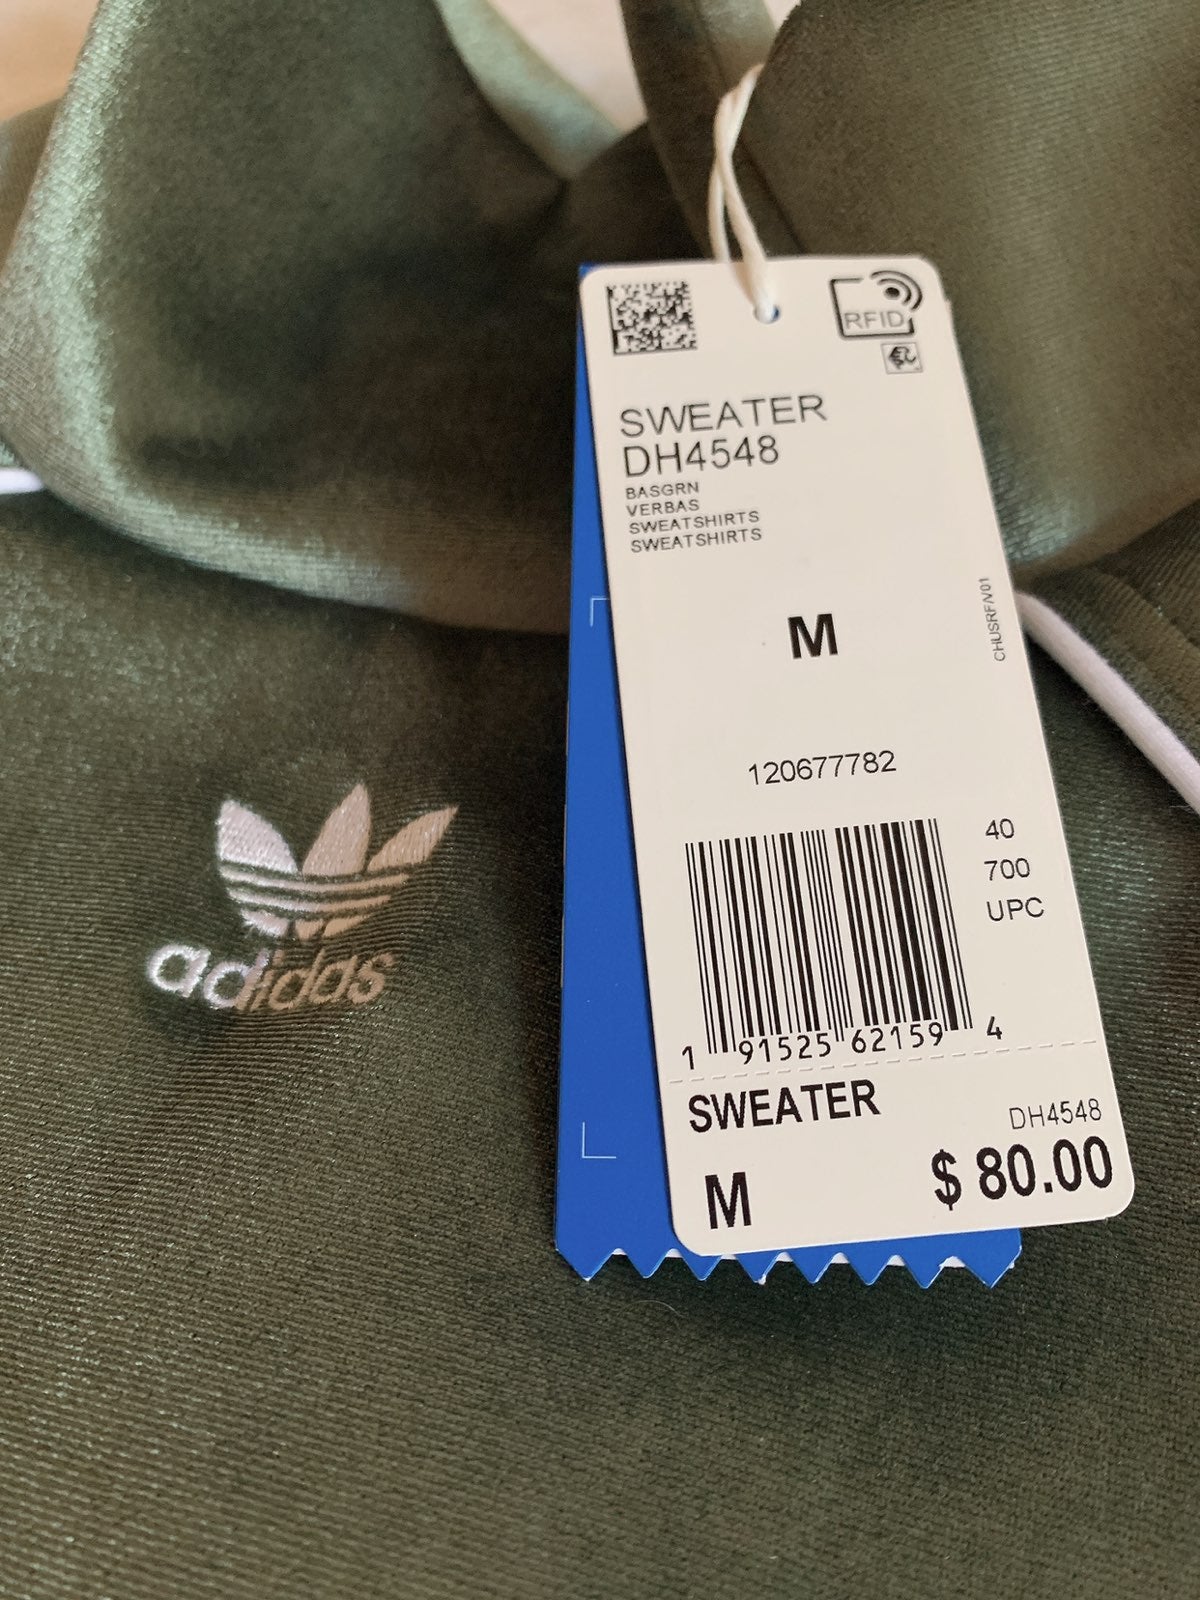 RFID
SWEATER
DH4548
BASGRN
VERBAS
SWEATSHIRTS
SWEATSHIRTS
M
CHUSRF/V01
120677782
40
700
UPC
1 91525 62159 4
SWEATER
DH4548
M
$ 80.00
adidas